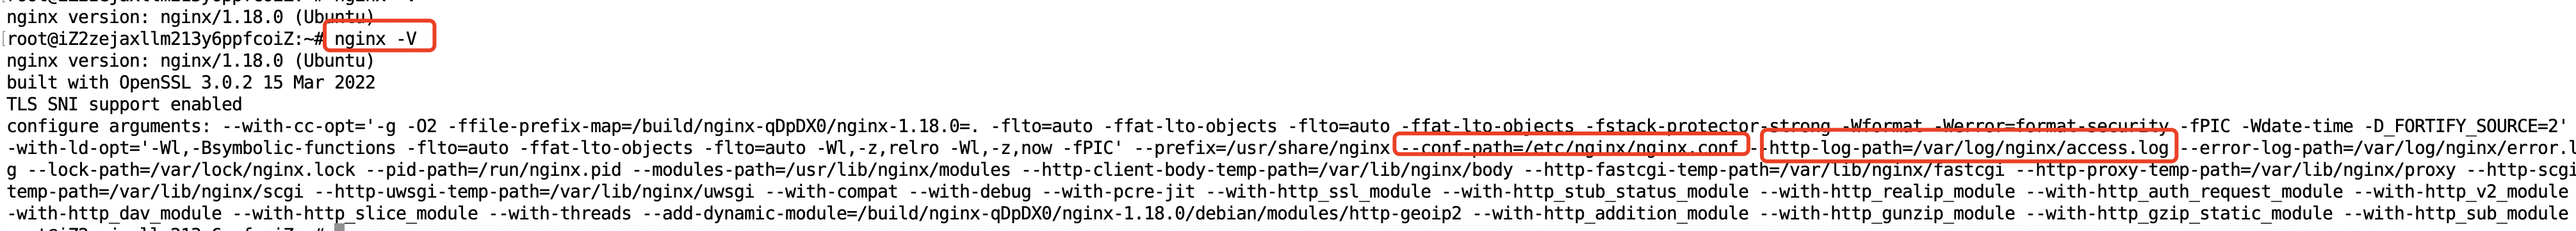 nginx version: nginx/1.18.0 (Ubuntu)
[root@iZ2zejaxllm213y6ppfcoiZ:~# nginx -V
nginx version: nginx/1.18.0 (Ubuntu)
built with OpenSSL 3.0.2 15 Mar 2022
TLS SNI support enabled
configure arguments: --with-cc-opt='-g -O2 -ffile-prefix-map=/build/nginx-qDpDX0/nginx-1.18.0=. -flto=auto -ffat-lto-objects -flto=auto -ffat-lto-objects -fstack-protector-strong -Wformat -Werror=format-security -fPIC -Wdate-time -D_FORTIFY_SOURCE=2'
-with-ld-opt='-Wl,-Bsymbolic-functions -flto=auto -ffat-lto-objects -flto=auto -Wl,-z,relro -Wl,-z,now -fPIC' --prefix=/usr/share/nginx --conf-path=/etc/nginx/nginx.conf --http-log-path=/var/log/nginx/access.log --error-log-path=/var/log/nginx/error.l
g --lock-path=/var/lock/nginx.lock --pid-path=/run/nginx.pid --modules-path=/usr/lib/nginx/modules --http-client-body-temp-path=/var/lib/nginx/body --http-fastcgi-temp-path=/var/lib/nginx/fastcgi --http-proxy-temp-path=/var/lib/nginx/proxy --http-scgi
temp-path=/var/lib/nginx/scgi --http-uwsgi-temp-path=/var/lib/nginx/uwsgi --with-compat --with-debug --with-pcre-jit --with-http_ssl_module --with-http_stub_status_module --with-http_realip_module --with-http_auth_request_module --with-http_v2_module
-with-http_dav_module --with-http_slice_module --with-threads --add-dynamic-module=/build/nginx-qDpDX0/nginx-1.18.0/debian/modules/http-geoip2 --with-http_addition_module --with-http_gunzip_module --with-http_gzip_static_module --with-http_sub_module